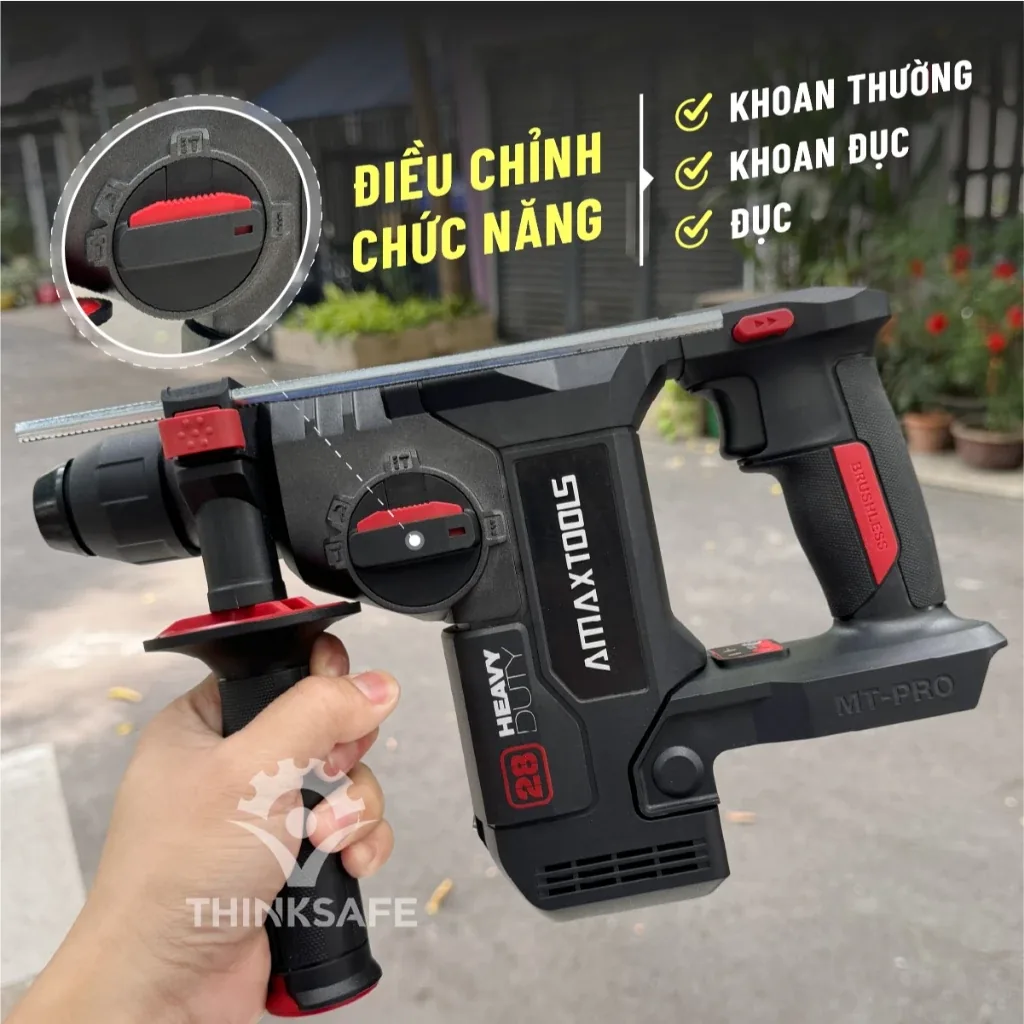 ĐIỀU CHỈNH
CHỨC NĂNG
KHOAN THƯỜNG
KHOAN ĐỤC
ĐỤC
BRUSHLESS
AMAXTOOLS
HEAVY
DUTY
28
MT-PRO
THINKSAFE